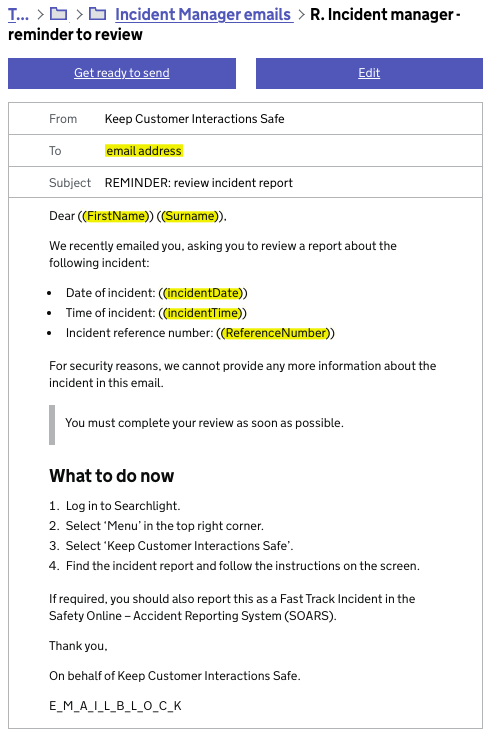 T... > > Incident Manager emails > R. Incident manager -
reminder to review
Get ready to send
Edit
From Keep Customer Interactions Safe
To email address
Subject REMINDER: review incident report
Dear ((FirstName)) ((Surname)),
We recently emailed you, asking you to review a report about the
following incident:
• Date of incident: ((incidentDate))
• Time of incident: ((incidentTime))
• Incident reference number: ((ReferenceNumber))
For security reasons, we cannot provide any more information about the
incident in this email.
You must complete your review as soon as possible.
What to do now
1. Log in to Searchlight.
2. Select ‘Menu’ in the top right corner.
3. Select ‘Keep Customer Interactions Safe’.
4. Find the incident report and follow the instructions on the screen.
If required, you should also report this as a Fast Track Incident in the
Safety Online – Accident Reporting System (SOARS).
Thank you,
On behalf of Keep Customer Interactions Safe.
E_M_A_I_L_B_L_O_C_K